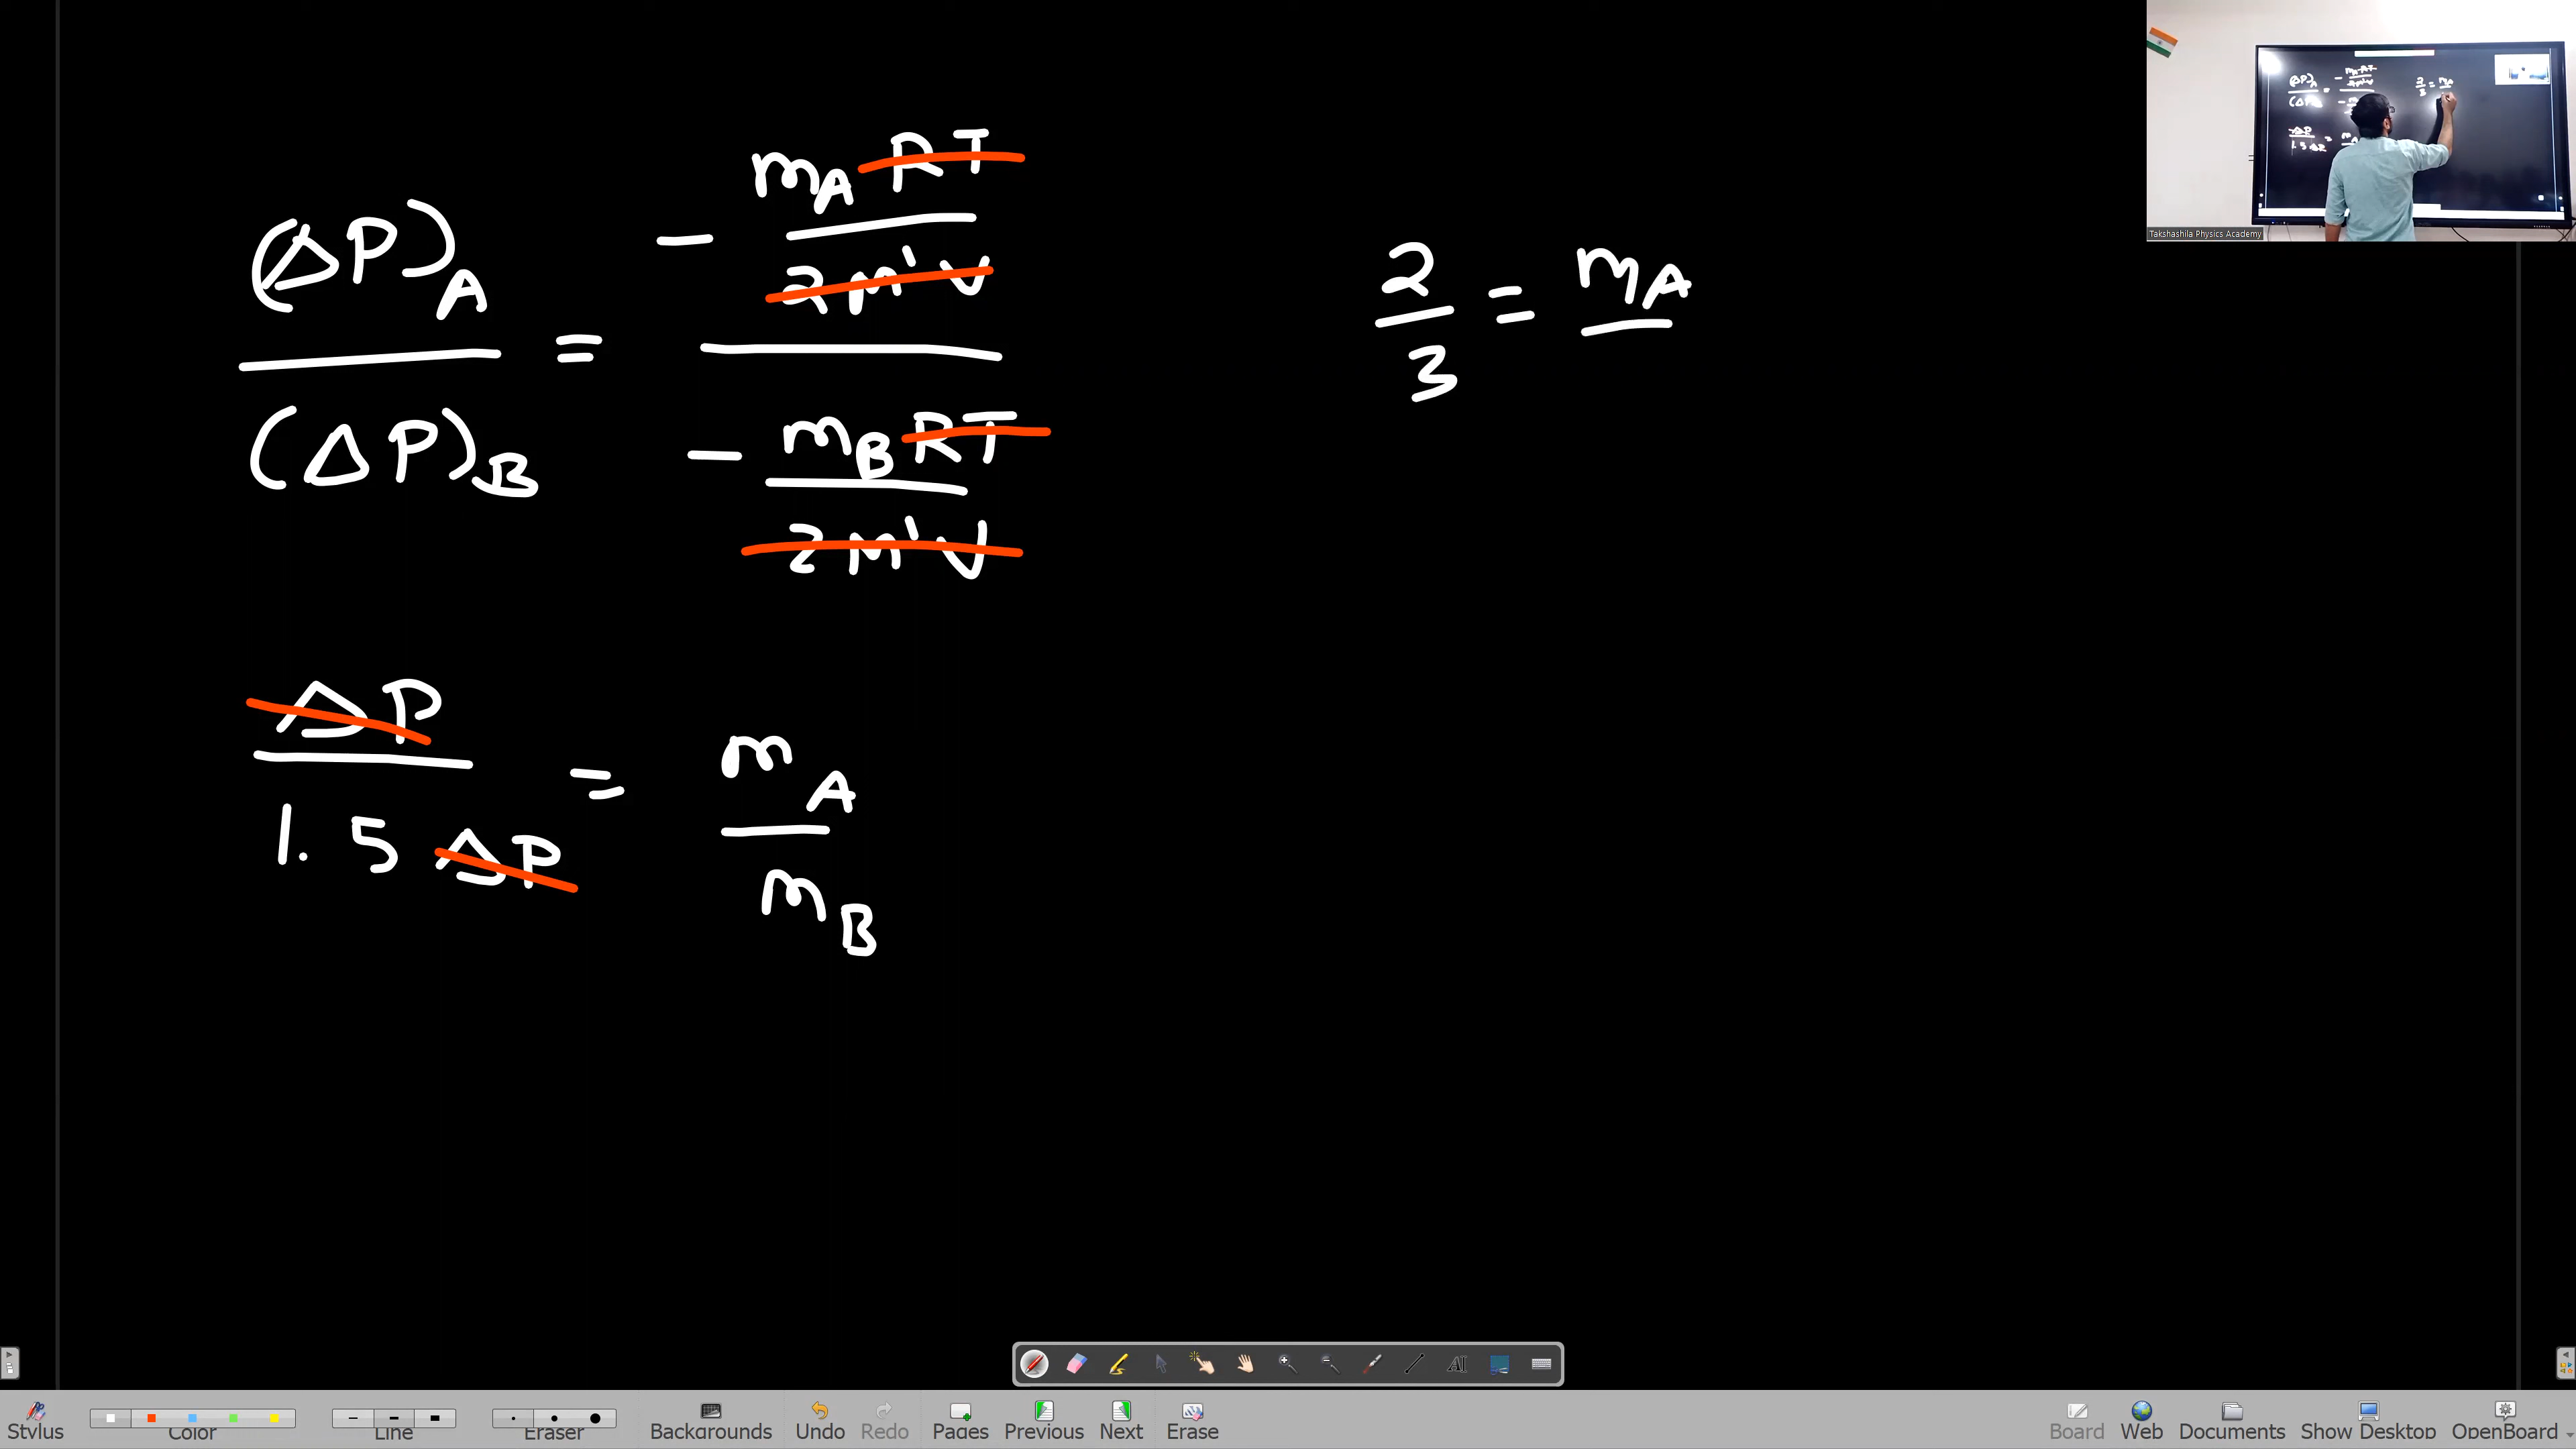 (ΔP)A / (ΔP)B = - mA RT / 2M'V / - mB RT / 2M'V
ΔP / 1.5 ΔP = mA / mB
2 / 3 = mA /
Takshashila Physics Academy
Stylus Color Line Eraser Backgrounds Undo Redo Pages Previous Next Erase Board Web Documents Show Desktop OpenBoard